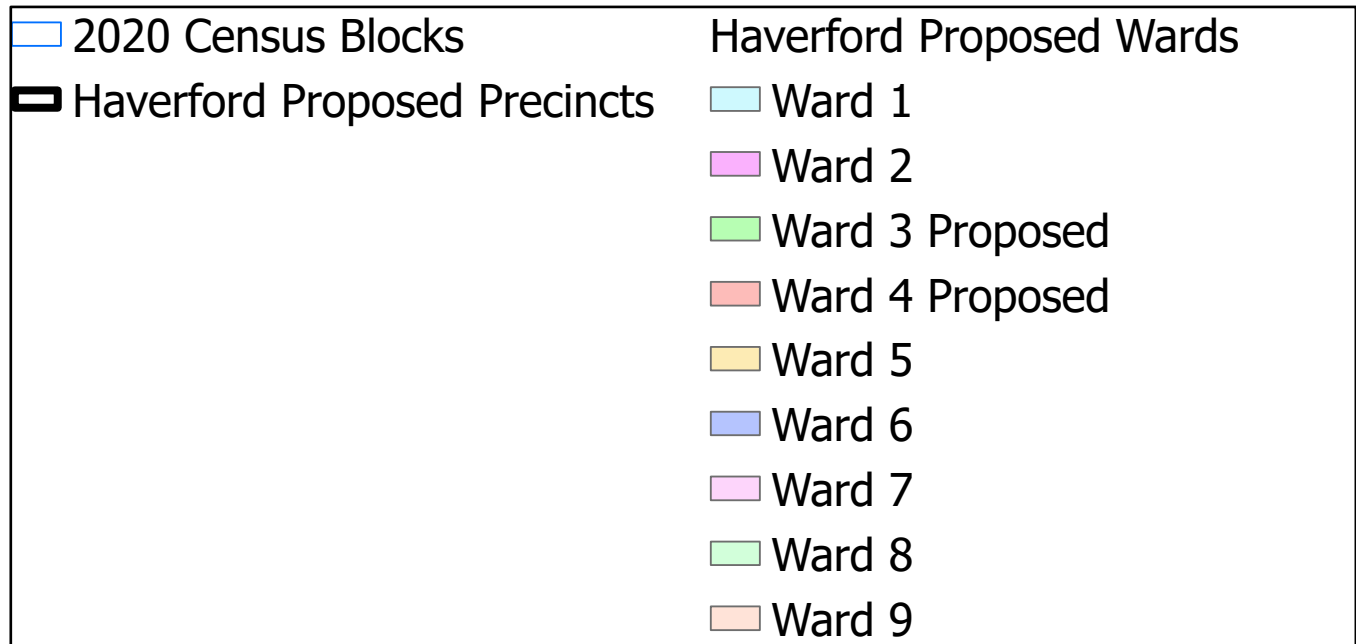 2020 Census Blocks
Haverford Proposed Precincts
Haverford Proposed Wards
Ward 1
Ward 2
Ward 3 Proposed
Ward 4 Proposed
Ward 5
Ward 6
Ward 7
Ward 8
Ward 9